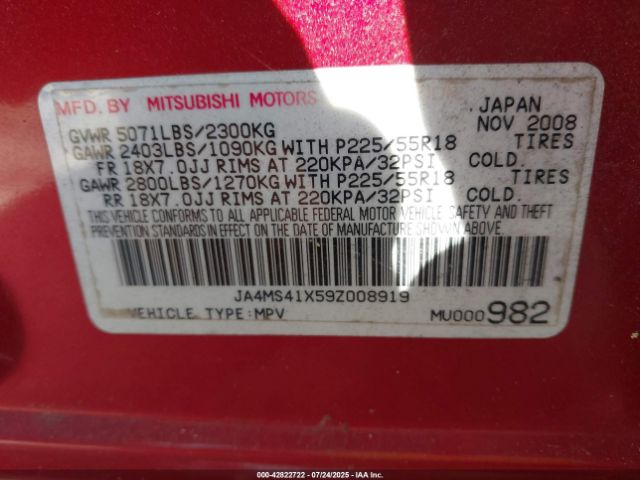 MFD. BY MITSUBISHI MOTORS JAPAN
GVWR 5071LBS/2300KG NOV 2008
GAWR 2403LBS/1090KG WITH P225/55R18 TIRES
FR 18X7.0JJ RIMS AT 220KPA/32PSI COLD.
GAWR 2800LBS/1270KG WITH P225/55R18 TIRES
RR 18X7.0JJ RIMS AT 220KPA/32PSI COLD.
THIS VEHICLE CONFORMS TO ALL APPLICABLE FEDERAL MOTOR VEHICLE SAFETY AND THEFT
PREVENTION STANDARDS IN EFFECT ON THE DATE OF MANUFACTURE SHOWN ABOVE.
JA4MS41X59Z008919
VEHICLE TYPE:MPV MU000982
000-42822722 - 07/24/2025 - IAA Inc.